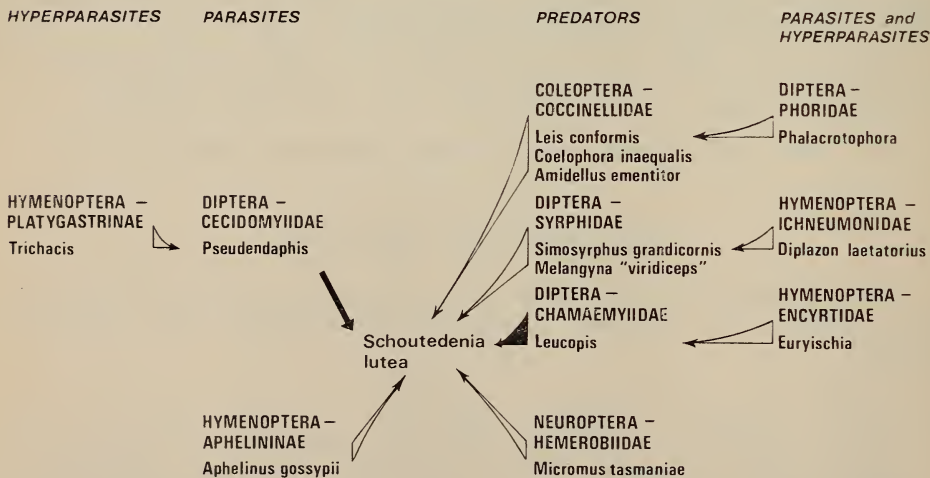 HYPERPARASITES
PARASITES
PREDATORS
PARASITES and
HYPERPARASITES
COLEOPTERA –
COCCINELLIDAE
Leis conformis
Coelophora inaequalis
Amidellus ementitor
DIPTERA –
PHORIDAE
Phalacrotophora
HYMENOPTERA –
PLATYGASTRINAE
Trichacis
DIPTERA –
CECIDOMYIIDAE
Pseudendaphis
DIPTERA –
SYRPHIDAE
Simosyrphus grandicornis
Melangyna "viridiceps"
HYMENOPTERA –
ICHNEUMONIDAE
Diplazon laetatorius
DIPTERA –
CHAMAEMYIIDAE
Leucopis
HYMENOPTERA –
ENCYRTIDAE
Euryischia
Schoutedenia
lutea
HYMENOPTERA –
APHELININAE
Aphelinus gossypii
NEUROPTERA –
HEMEROBIIDAE
Micromus tasmaniae